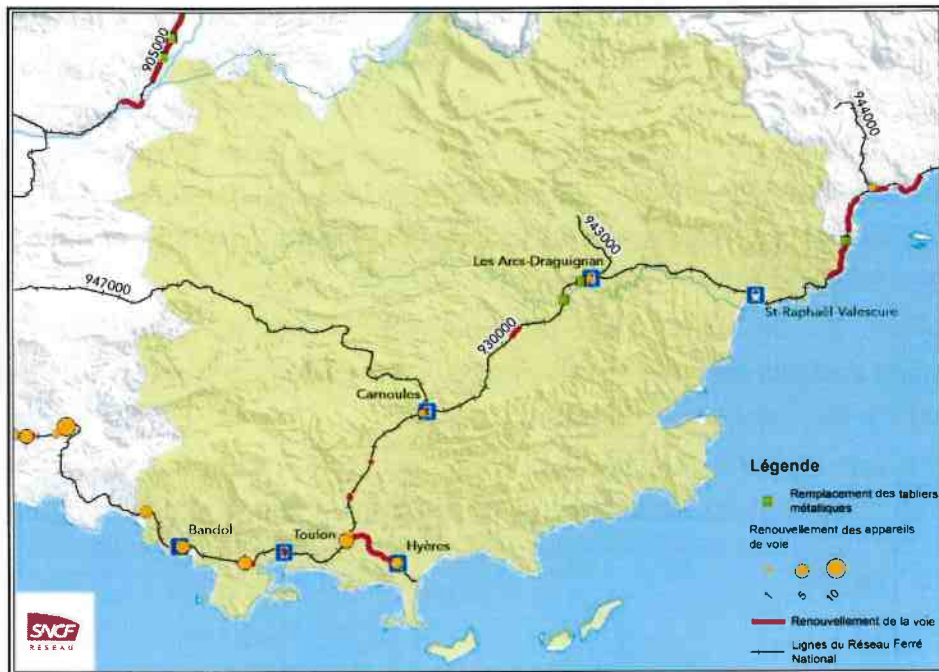 905000
944000
943000
Les Arcs-Draguignan
947000
St-Raphaël-Valescure
930000
Carnoules
Légende
Remplacement des tabliers
métalliques
Renouvellement des appareils
de voie
1 5 10
Renouvellement de la voie
Lignes du Réseau Ferré
National
Bandol
Toulon
Hyères
SNCF
RÉSEAU